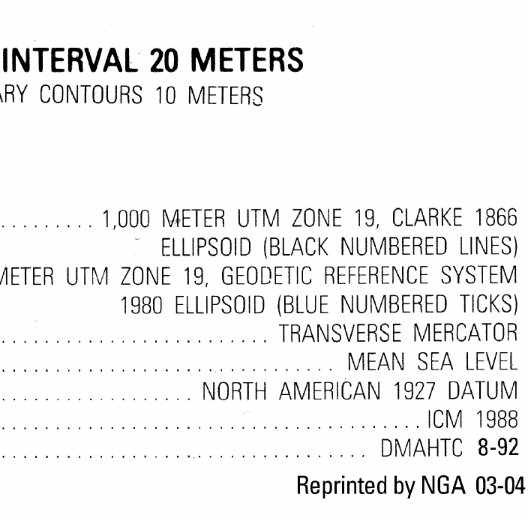 INTERVAL 20 METERS
ARY CONTOURS 10 METERS
......... 1,000 METER UTM ZONE 19, CLARKE 1866
ELLIPSOID (BLACK NUMBERED LINES)
METER UTM ZONE 19, GEODETIC REFERENCE SYSTEM
1980 ELLIPSOID (BLUE NUMBERED TICKS)
.......................... TRANSVERSE MERCATOR
................................ MEAN SEA LEVEL
................... NORTH AMERICAN 1927 DATUM
........................................ ICM 1988
................................... DMAHTC 8-92
Reprinted by NGA 03-04